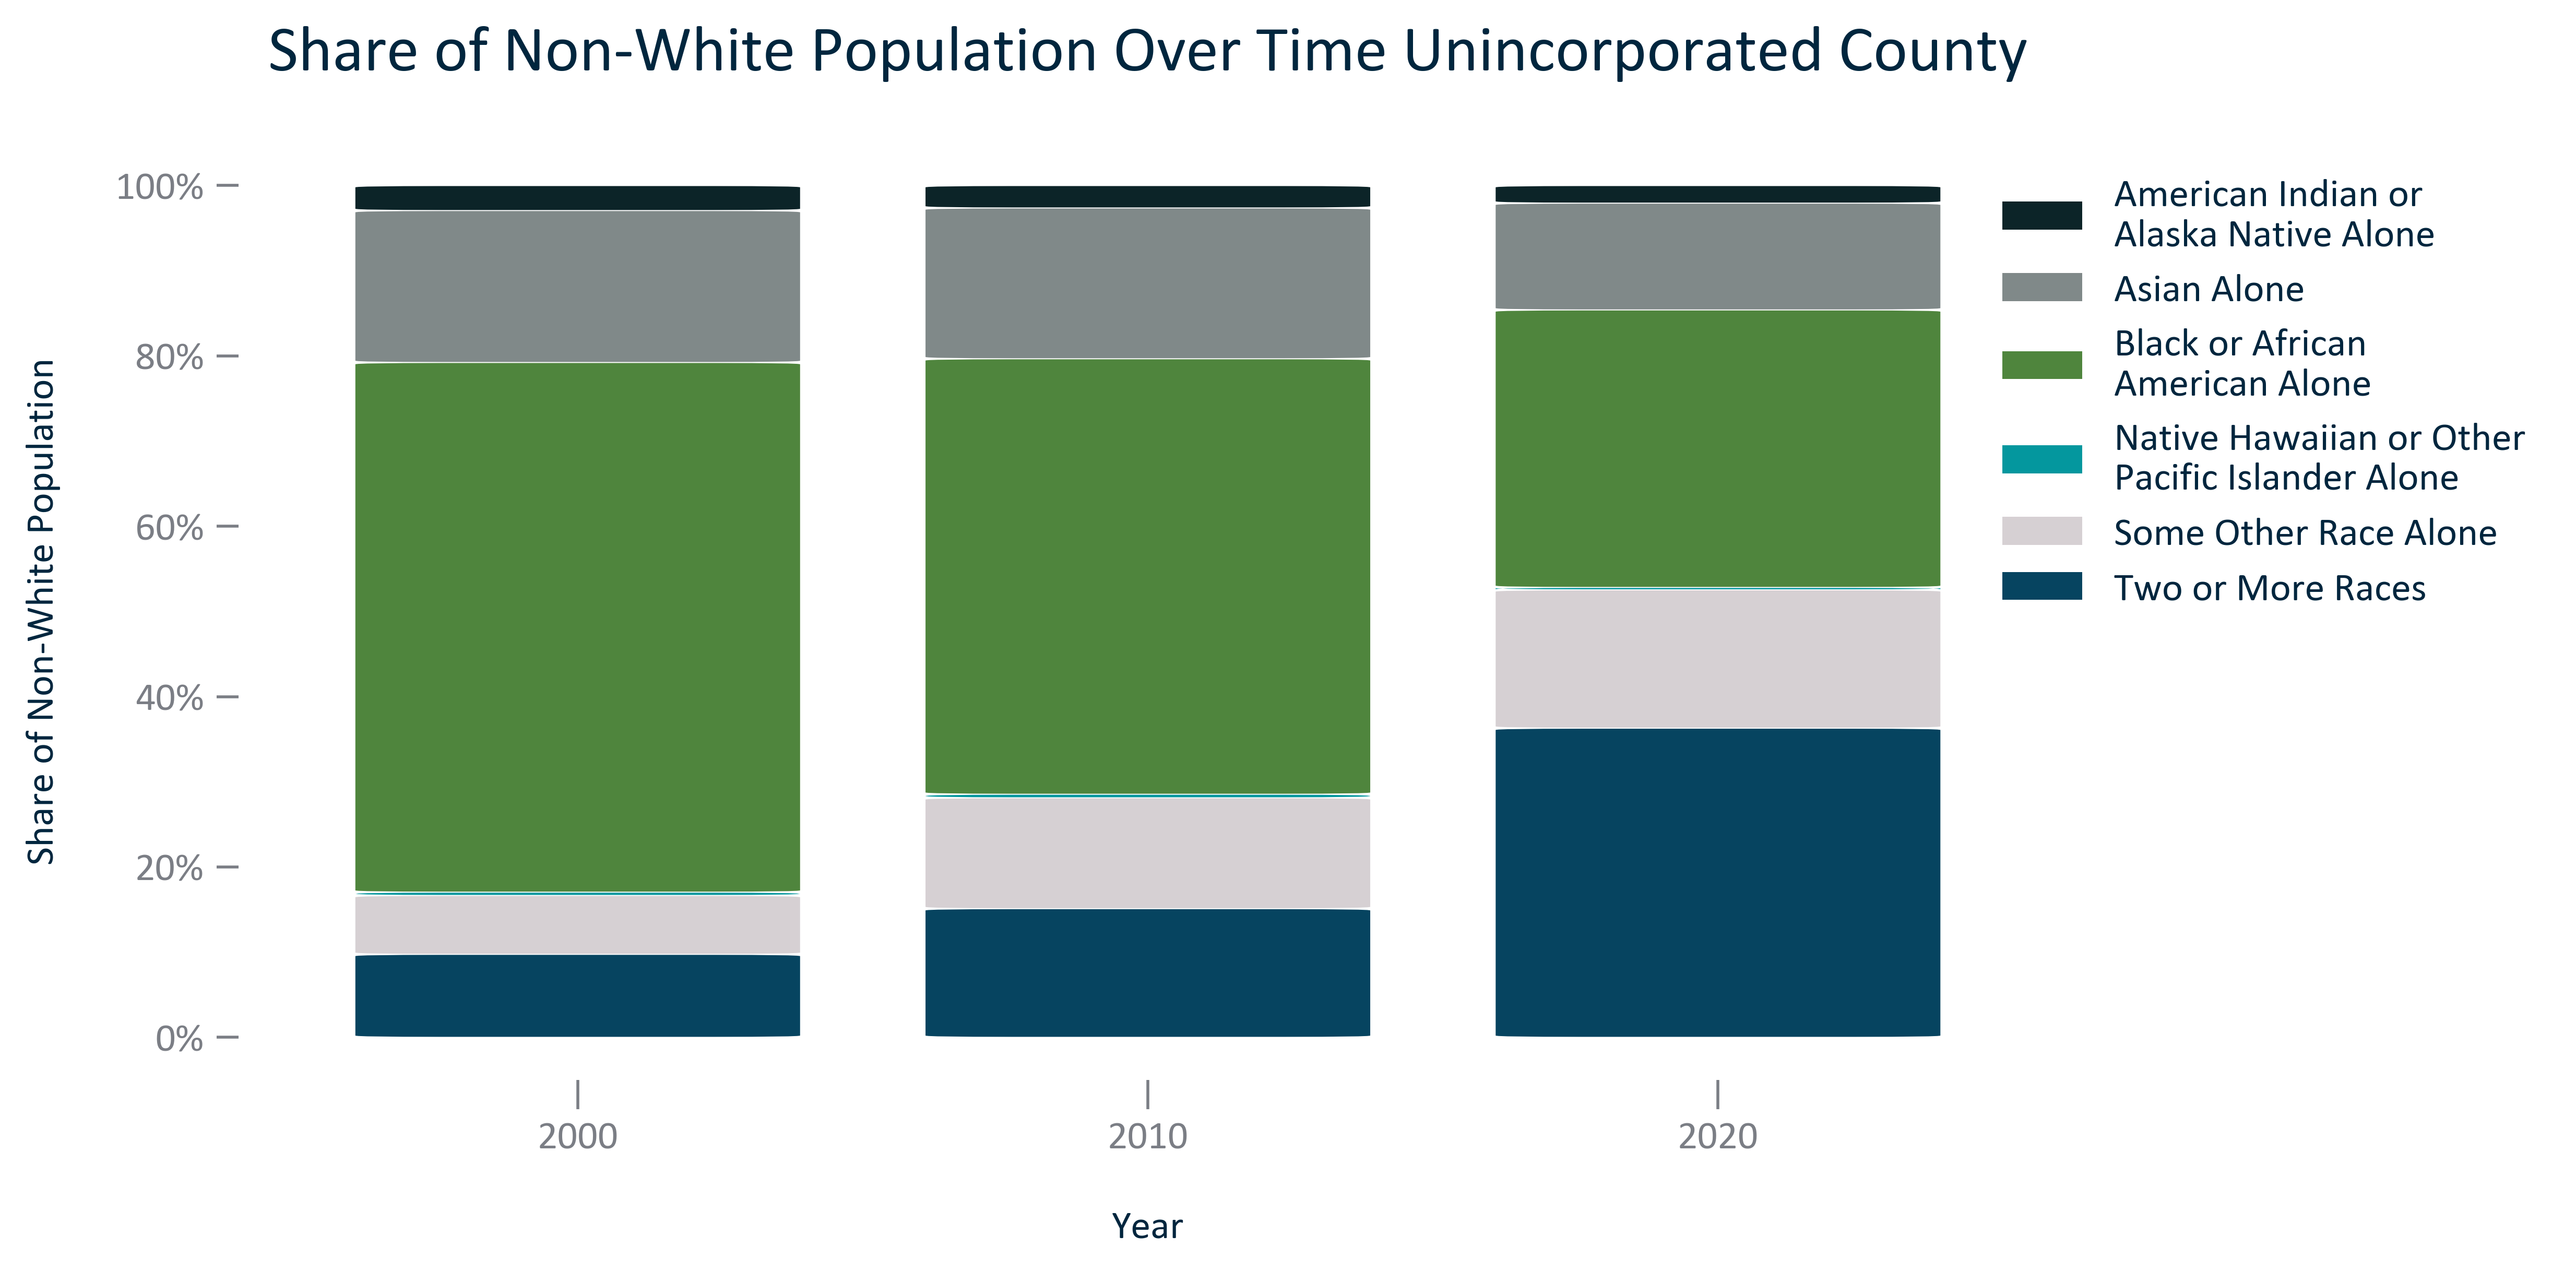 Share of Non-White Population Over Time Unincorporated County
Share of Non-White Population
100%
80%
60%
40%
20%
0%
2000
2010
2020
Year
American Indian or
Alaska Native Alone
Asian Alone
Black or African
American Alone
Native Hawaiian or Other
Pacific Islander Alone
Some Other Race Alone
Two or More Races